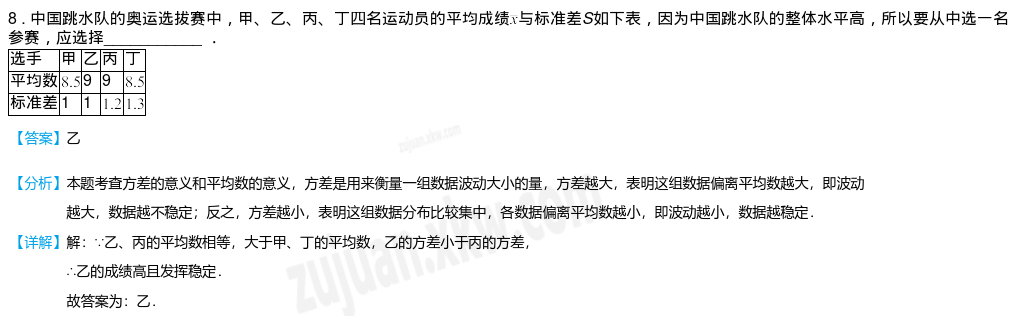 8．中国跳水队的奥运选拔赛中，甲、乙、丙、丁四名运动员的平均成绩x̄与标准差S如下表，因为中国跳水队的整体水平高，所以要从中选一名
参赛，应选择____________ ．
选手 甲 乙 丙 丁
平均数 8.5 9 9 8.5
标准差 1 1 1.2 1.3
【答案】乙
【分析】本题考查方差的意义和平均数的意义，方差是用来衡量一组数据波动大小的量，方差越大，表明这组数据偏离平均数越大，即波动
越大，数据越不稳定；反之，方差越小，表明这组数据分布比较集中，各数据偏离平均数越小，即波动越小，数据越稳定．
【详解】解：∵乙、丙的平均数相等，大于甲、丁的平均数，乙的方差小于丙的方差，
∴乙的成绩高且发挥稳定．
故答案为：乙．
zujuan.xkw.com
zujuan.xkw.com